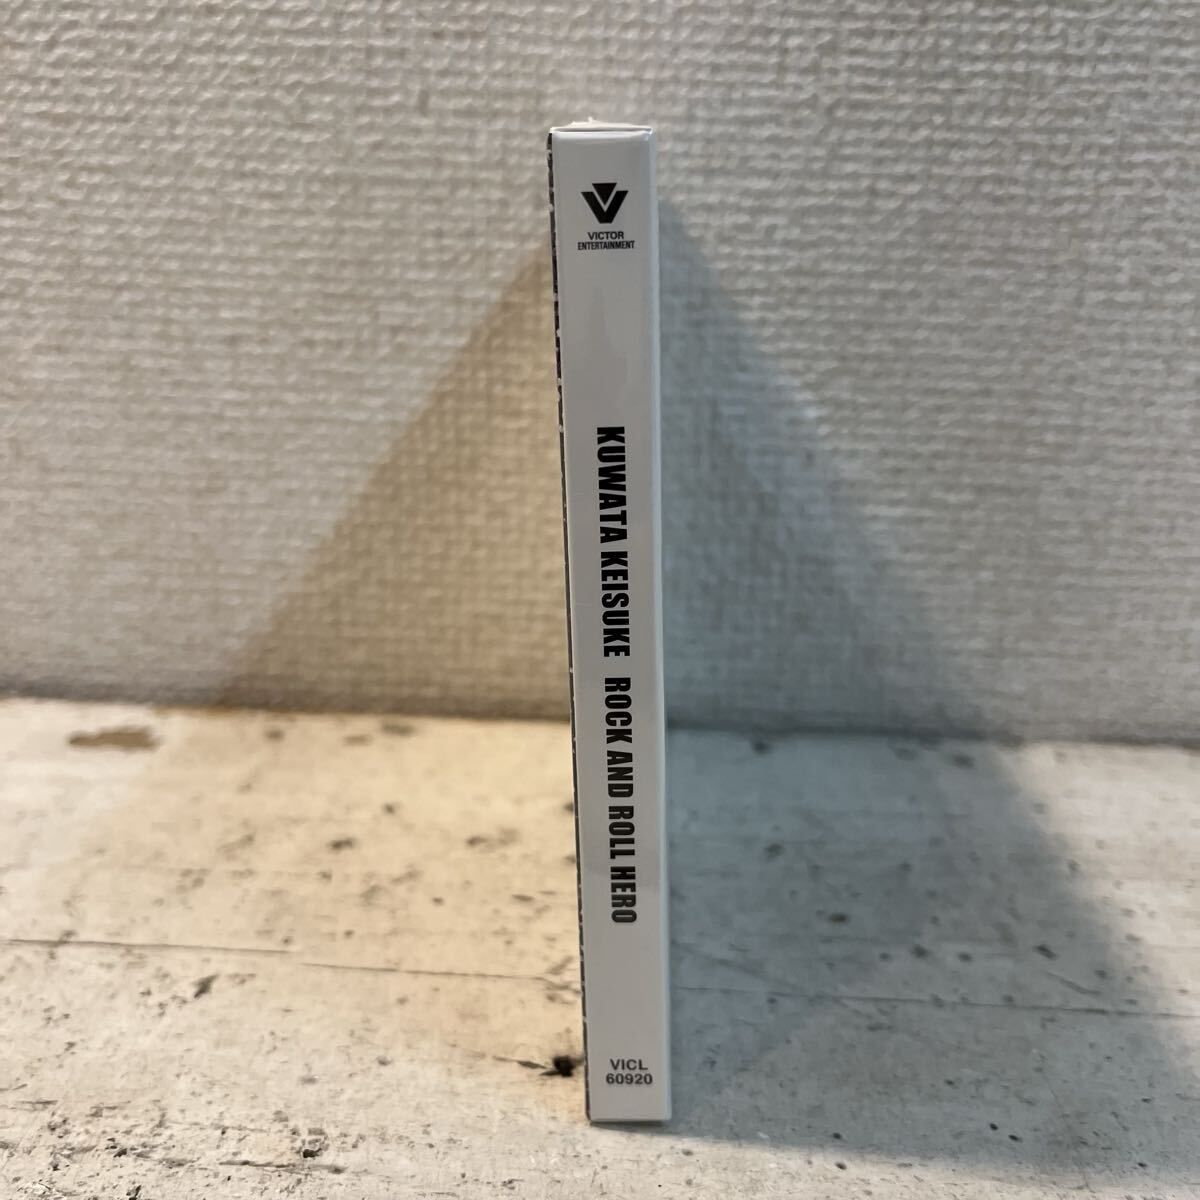 VICTOR
ENTERTAINMENT
KUWATA KEISUKE ROCK AND ROLL HERO
VICL
60920